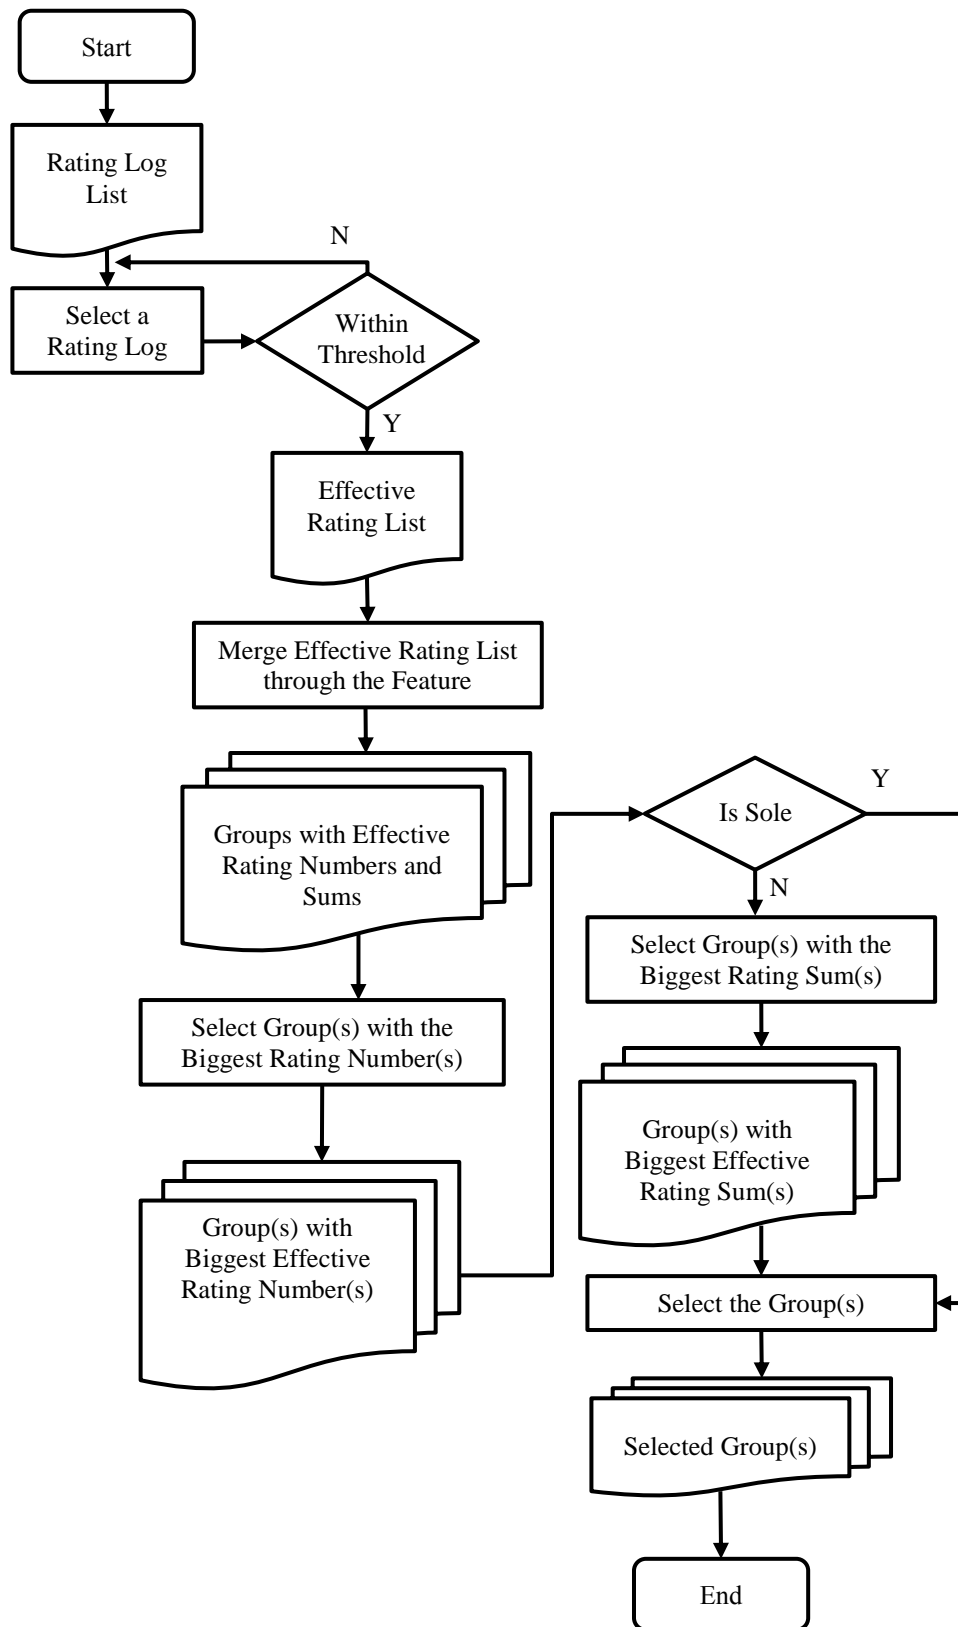 Start
Rating Log
List
N
Select a
Rating Log
Within
Threshold
Y
Effective
Rating List
Merge Effective Rating List
through the Feature
Groups with Effective
Rating Numbers and
Sums
Select Group(s) with the
Biggest Rating Number(s)
Group(s) with
Biggest Effective
Rating Number(s)
Is Sole
Y
N
Select Group(s) with the
Biggest Rating Sum(s)
Group(s) with
Biggest Effective
Rating Sum(s)
Select the Group(s)
Selected Group(s)
End